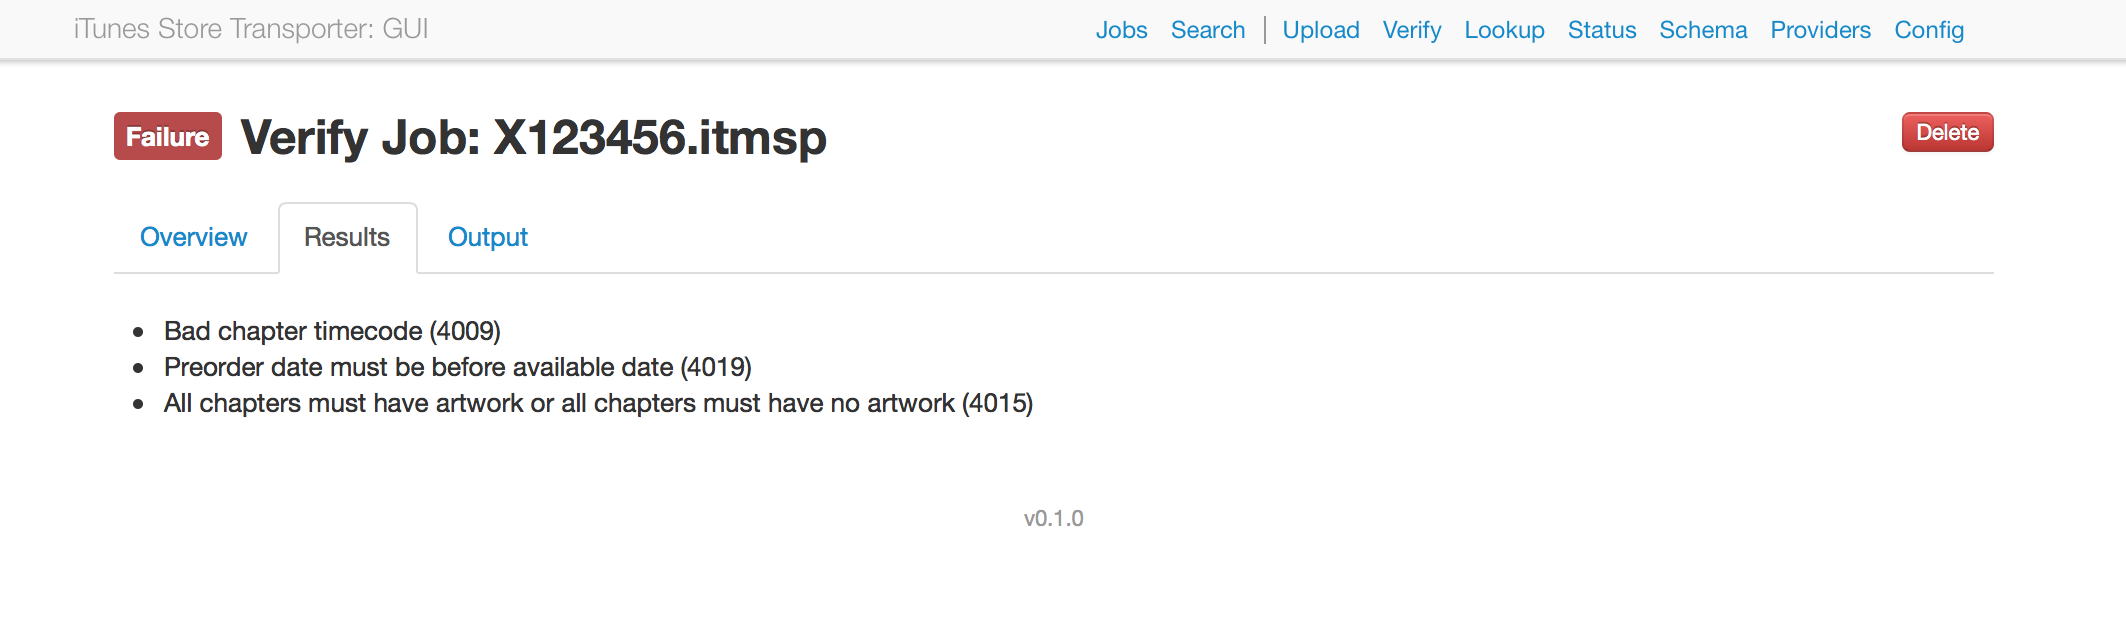 iTunes Store Transporter: GUI
Jobs Search Upload Verify Lookup Status Schema Providers Config
Failure Verify Job: X123456.itmsp
Delete
Overview Results Output
Bad chapter timecode (4009)
Preorder date must be before available date (4019)
All chapters must have artwork or all chapters must have no artwork (4015)
v0.1.0